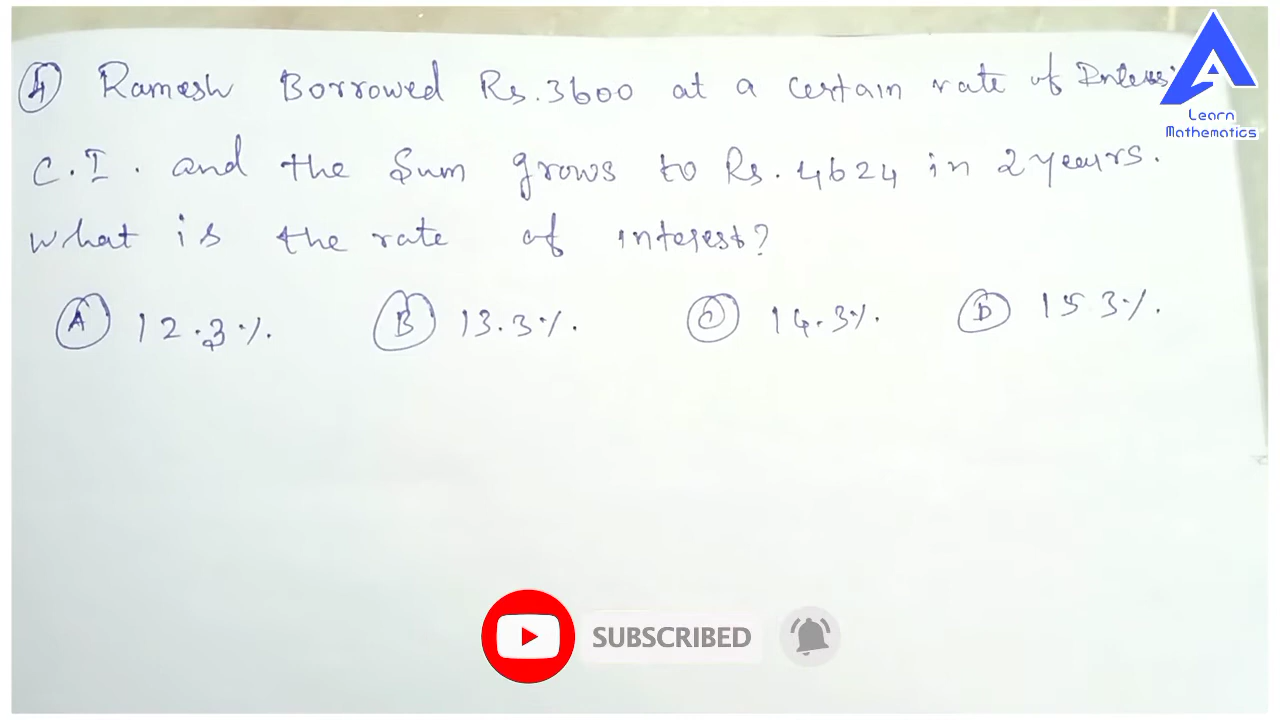 4 Ramesh Borrowed Rs.3600 at a certain rate of
Learn
Mathematics
C.I. and the Sum grows to Rs. 4624 in 2 years.
What is the rate of interest?
A 12.3%. B 13.3%. C 14.3%. D 15 3%.
SUBSCRIBED